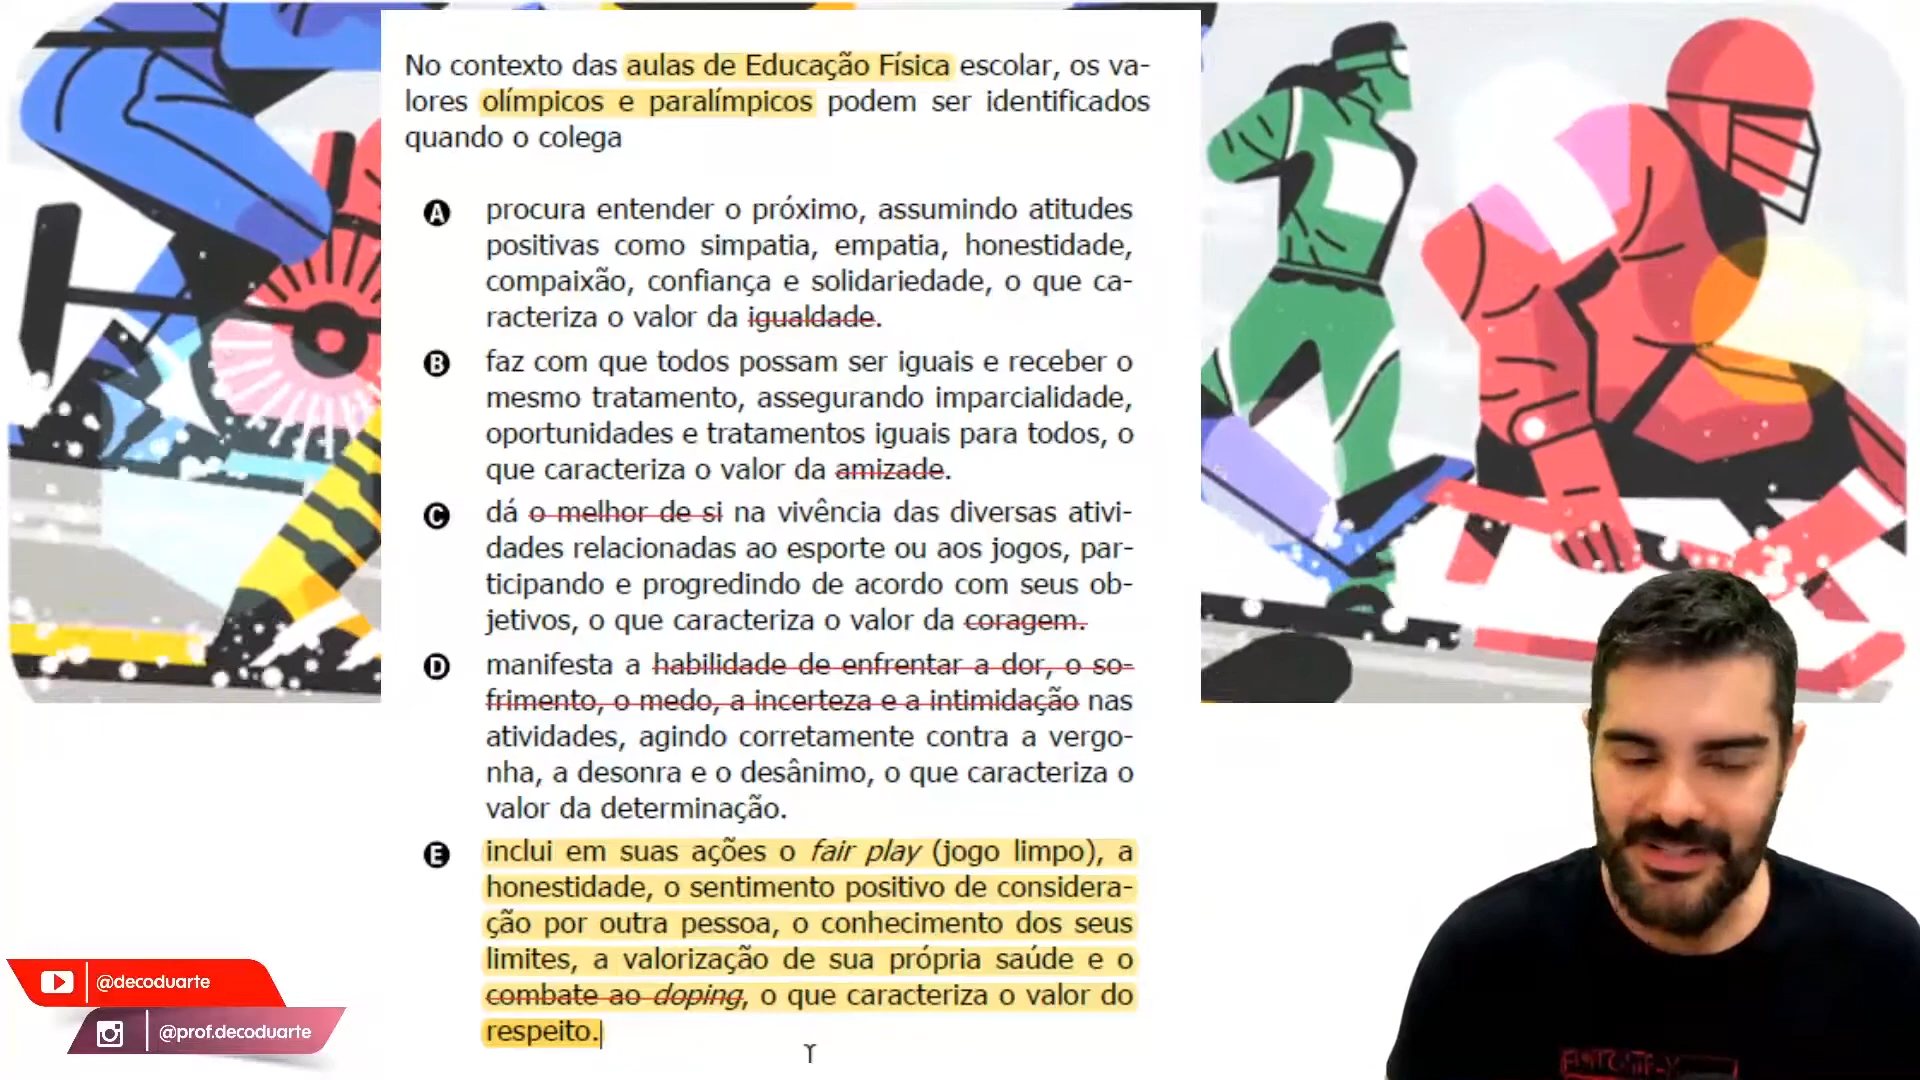 No contexto das aulas de Educação Física escolar, os va-
lores olímpicos e paralímpicos podem ser identificados
quando o colega
A procura entender o próximo, assumindo atitudes
positivas como simpatia, empatia, honestidade,
compaixão, confiança e solidariedade, o que ca-
racteriza o valor da igualdade.
B faz com que todos possam ser iguais e receber o
mesmo tratamento, assegurando imparcialidade,
oportunidades e tratamentos iguais para todos, o
que caracteriza o valor da amizade.
C dá o melhor de si na vivência das diversas ativi-
dades relacionadas ao esporte ou aos jogos, par-
ticipando e progredindo de acordo com seus ob-
jetivos, o que caracteriza o valor da coragem.
D manifesta a habilidade de enfrentar a dor, o so-
frimento, o medo, a incerteza e a intimidação nas
atividades, agindo corretamente contra a vergo-
nha, a desonra e o desânimo, o que caracteriza o
valor da determinação.
E inclui em suas ações o fair play (jogo limpo), a
honestidade, o sentimento positivo de considera-
ção por outra pessoa, o conhecimento dos seus
limites, a valorização de sua própria saúde e o
combate ao doping, o que caracteriza o valor do
respeito.
@decoduarte
@prof.decoduarte